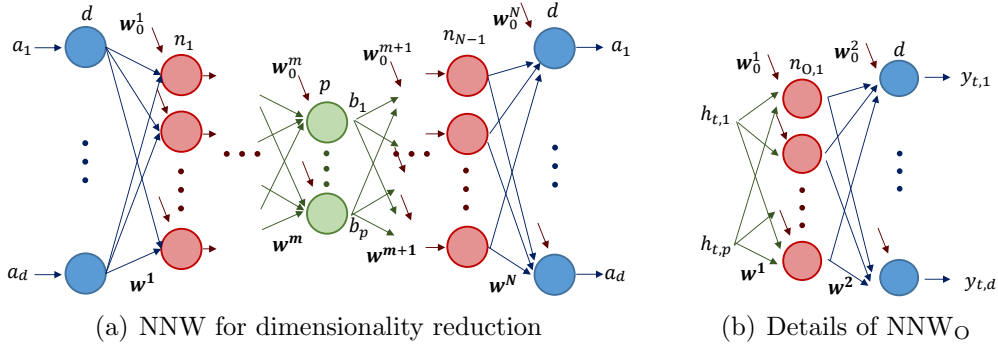 d
w_0^1
n_1
a_1
w_0^m
p
b_1
w_0^{m+1}
n_{N-1}
w_0^N
d
a_1
a_d
w^1
w^m
b_p
w^{m+1}
w^N
a_d
(a) NNW for dimensionality reduction
w_0^1
n_{O,1}
w_0^2
d
h_{t,1}
y_{t,1}
h_{t,p}
w^1
w^2
y_{t,d}
(b) Details of NNW_O